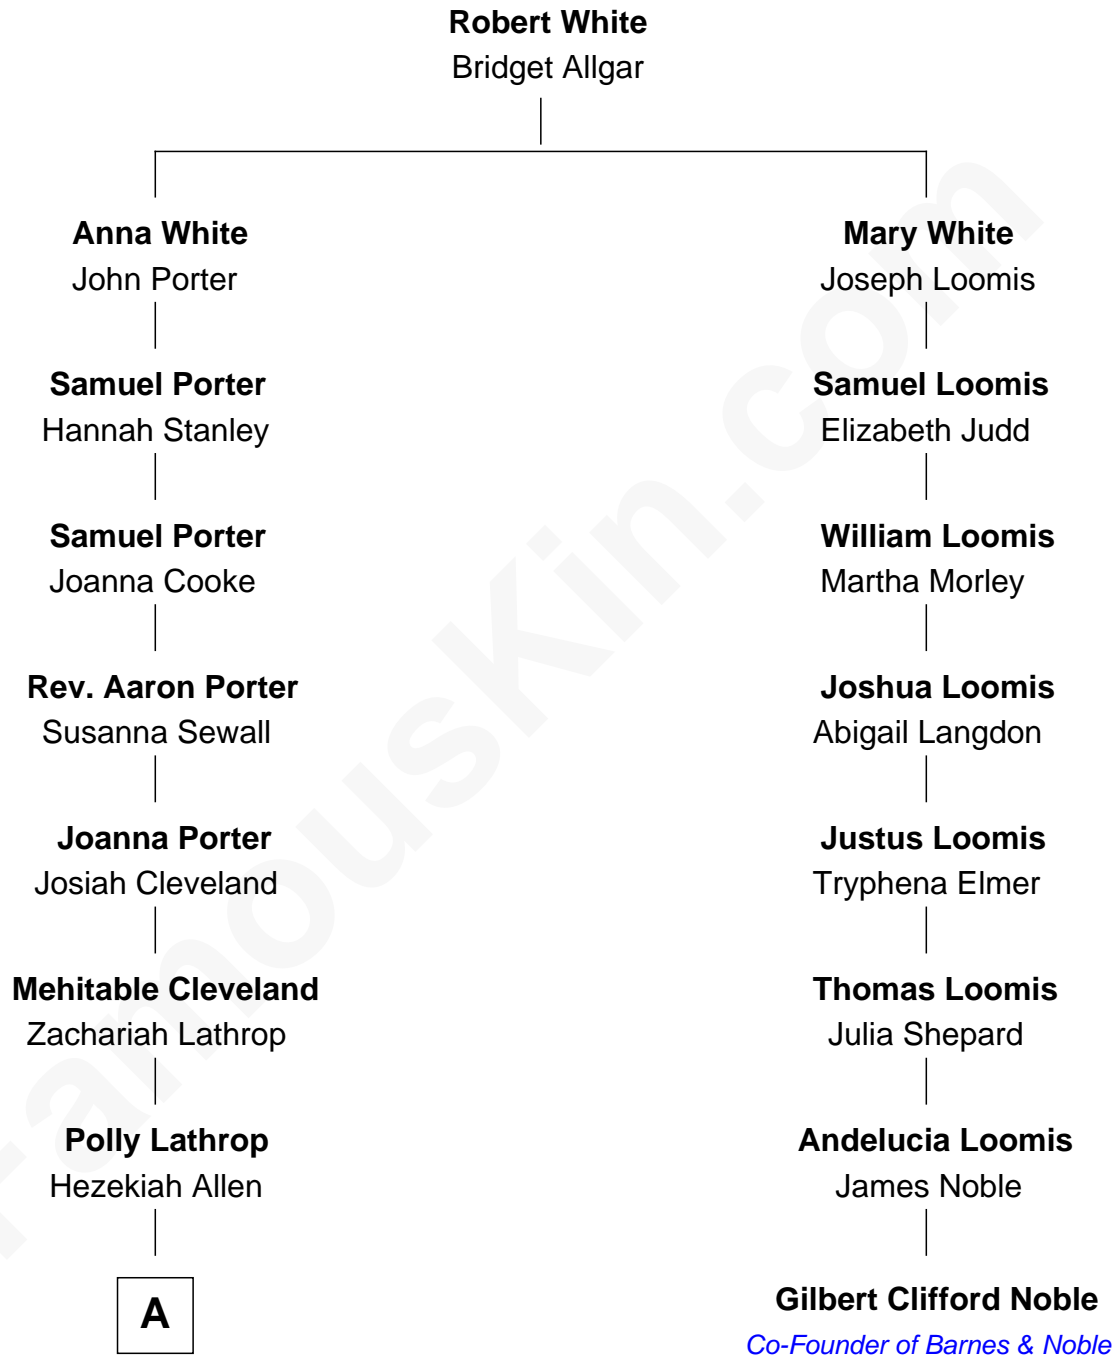 Robert White
Bridget Allgar
Anna White
John Porter
Samuel Porter
Hannah Stanley
Samuel Porter
Joanna Cooke
Rev. Aaron Porter
Susanna Sewall
Joanna Porter
Josiah Cleveland
Mehitable Cleveland
Zachariah Lathrop
Polly Lathrop
Hezekiah Allen
A
Mary White
Joseph Loomis
Samuel Loomis
Elizabeth Judd
William Loomis
Martha Morley
Joshua Loomis
Abigail Langdon
Justus Loomis
Tryphena Elmer
Thomas Loomis
Julia Shepard
Andelucia Loomis
James Noble
Gilbert Clifford Noble
Co-Founder of Barnes & Noble
FamousKin.com